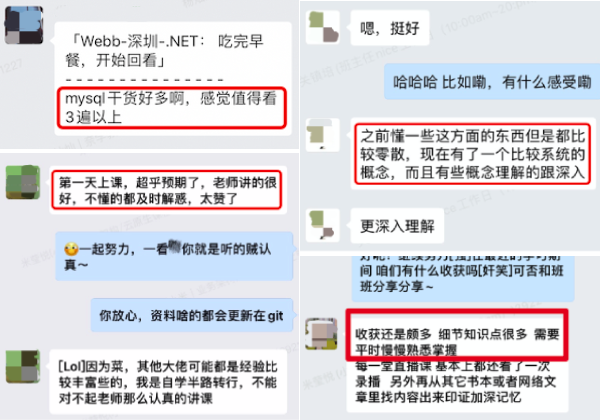 「Webb-深圳-.NET： 吃完早
餐，开始回看」
- - - - - - - - - - - - - - -
mysql干货好多啊，感觉值得看
3遍以上
第一天上课，超乎预期了，老师讲的很
好，不懂的都及时解惑，太赞了
一起努力，一看你就是听的贼认
真～
你放心，资料啥的都会更新在git
[Lol]因为菜，其他大佬可能都是经验比
较丰富些的，我是自学半路转行，不能
对不起老师那么认真的讲课
嗯，挺好
哈哈哈 比如嘞，有什么感受嘞
之前懂一些这方面的东西但是都比
较零散，现在有了一个比较系统的
概念，而且有些概念理解的跟深入
更深入理解
间 咱们有什么收获吗[奸笑]可否和班
班分享分享~
收获还是颇多 细节知识点很多 需要
平时慢慢熟悉掌握
每一堂直播课 基本上都还看了一次
录播 另外再从其它书本或者网络文
章里找内容出来印证加深记忆